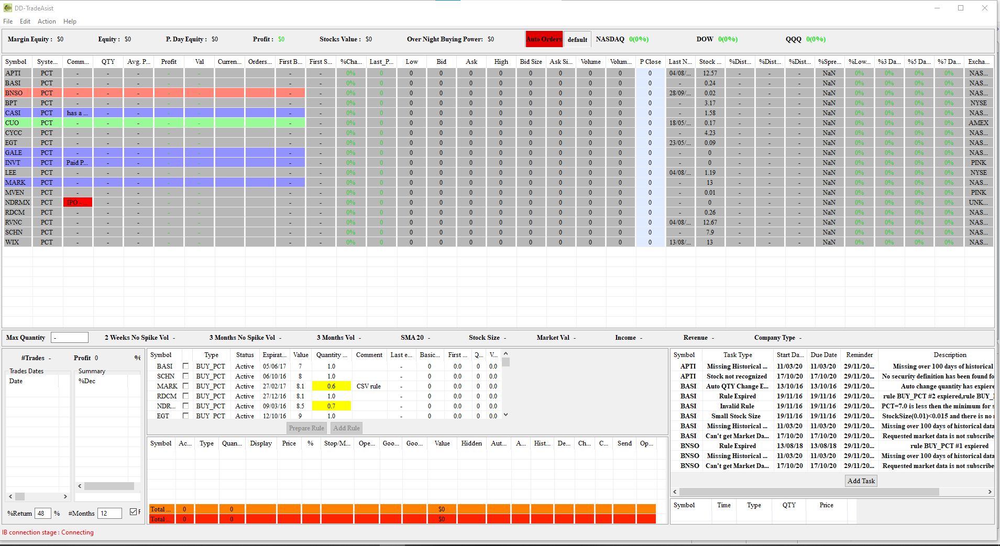 DD-TradeAsist
File Edit Action Help
Margin Equity : $0 Equity : $0 P. Day Equity : $0 Profit : $0 Stocks Value : $0 Over Night Buying Power: $0 Auto Orders default NASDAQ 0(0%) DOW 0(0%) QQQ 0(0%)
Symbol Syste... Comm... QTY Avg. P... Profit Val Curren... Orders... First B... First S... %Cha... Last_P... Low Bid Ask High Bid Size Ask Si... Volume Volum... P Close Last N... Stock ... %Dist... %Dist... %Dist... %Spre... %Low... %3 Da... %5 Da... %7 Da... Excha...
APTI PCT - - - - - - - 0% 0 0 0 0 0 0 0 0 0 0 04/08/... 12.57 - - - NaN 0% 0% 0% 0% NAS...
BASI PCT - - - - - - - 0% 0 0 0 0 0 0 0 0 0 0 - 0.24 - - - NaN 0% 0% 0% 0% NAS...
BNSO PCT - - - - - - - 0% 0 0 0 0 0 0 0 0 0 0 28/09/... 0.02 - - - NaN 0% 0% 0% 0% NAS...
BPT PCT - - - - - - - 0% 0 0 0 0 0 0 0 0 0 0 - 3.17 - - - NaN 0% 0% 0% 0% NYSE
CASI PCT has a ... - - - - - - 0% 0 0 0 0 0 0 0 0 0 0 - 1.58 - - - NaN 0% 0% 0% 0% NAS...
CUO PCT - - - - - - - 0% 0 0 0 0 0 0 0 0 0 0 18/05/... 0.17 - - - NaN 0% 0% 0% 0% AMEX
CYCC PCT - - - - - - - 0% 0 0 0 0 0 0 0 0 0 0 - 4.23 - - - NaN 0% 0% 0% 0% NAS...
EGT PCT - - - - - - - 0% 0 0 0 0 0 0 0 0 0 0 23/05/... 0.09 - - - NaN 0% 0% 0% 0% NAS...
GALE PCT - - - - - - - 0% 0 0 0 0 0 0 0 0 0 0 - 0 - - - NaN 0% 0% 0% 0% NAS...
INVT PCT Paid P... - - - - - - 0% 0 0 0 0 0 0 0 0 0 0 - 0 - - - NaN 0% 0% 0% 0% PINK
LEE PCT - - - - - - - 0% 0 0 0 0 0 0 0 0 0 0 04/08/... 1.19 - - - NaN 0% 0% 0% 0% NYSE
MARK PCT - - - - - - - 0% 0 0 0 0 0 0 0 0 0 0 - 13 - - - NaN 0% 0% 0% 0% NAS...
MVEN PCT - - - - - - - 0% 0 0 0 0 0 0 0 0 0 0 - 0.01 - - - NaN 0% 0% 0% 0% PINK
NDRMX PCT IPO - ... - - - - - - 0% 0 0 0 0 0 0 0 0 0 0 - 0 - - - NaN 0% 0% 0% 0% UNK...
RDCM PCT - - - - - - - 0% 0 0 0 0 0 0 0 0 0 0 - 0.26 - - - NaN 0% 0% 0% 0% NAS...
RVNC PCT - - - - - - - 0% 0 0 0 0 0 0 0 0 0 0 04/08/... 12.67 - - - NaN 0% 0% 0% 0% NAS...
SCHN PCT - - - - - - - 0% 0 0 0 0 0 0 0 0 0 0 - 7.9 - - - NaN 0% 0% 0% 0% NAS...
WIX PCT - - - - - - - 0% 0 0 0 0 0 0 0 0 0 0 13/08/... 13 - - - NaN 0% 0% 0% 0% NAS...
Max Quantity - 2 Weeks No Spike Vol - 3 Months No Spike Vol - 3 Months Vol - SMA 20 - Stock Size - Market Val - Income - Revenue - Company Type -
#Trades - Profit 0 %
Trades Dates Summary
Date %Dec
%Return 48 % #Months 12 F
Symbol Type Status Expirat... Value Quantity ... Comment Last e... Basic... First ... Q... V...
BASI BUY_PCT Active 05/06/17 7 1.0 - 0 0.0 0 0.0
SCHN BUY_PCT Active 06/10/16 8 1.0 - 0 0.0 0 0.0
MARK BUY_PCT Active 27/02/17 8.1 0.6 CSV rule - 0 0.0 0 0.0
RDCM BUY_PCT Active 27/12/16 8.1 1.0 - 0 0.0 0 0.0
NDR... BUY_PCT Active 09/03/16 8.5 0.7 - 0 0.0 0 0.0
EGT BUY_PCT Active 12/10/16 9 1.0 - 0 0.0 0 0.0
Prepare Rule Add Rule
Symbol Ac... Type Quan... Display Price % Stop/M... Ope... Goo... Goo... Value Hidden Aut... A... Hist... De... Ch... C... Send Op...
Total ... 0 0 $0
Total ... 0 0 $0
Symbol Task Type Start Da... Due Date Reminder Description
APTI Missing Historical ... 11/03/20 11/03/20 29/11/20... Missing over 100 days of historical
APTI Stock not recognized 17/10/20 17/10/20 29/11/20... No security definition has been found fo
BASI Auto QTY Change E... 13/10/16 13/10/16 29/11/20... Auto change quantity has expiere
BASI Rule Expired 19/11/16 19/11/16 29/11/20... rule BUY_PCT #2 expiered,rule BUY_
BASI Invalid Rule 19/11/16 19/11/16 29/11/20... PCT=7.0 is less then the minimum for s
BASI Small Stock Size 19/11/16 19/11/16 29/11/20... StockSize(0.01)<0.015 and there is no
BASI Missing Historical ... 11/03/20 11/03/20 29/11/20... Missing over 100 days of historical data
BASI Can't get Market Da... 17/10/20 17/10/20 29/11/20... Requested market data is not subscribe
BNSO Rule Expired 13/08/18 13/08/18 29/11/20... rule BUY_PCT #1 expiered
BNSO Missing Historical ... 11/03/20 11/03/20 29/11/20... Missing over 100 days of historical data
BNSO Can't get Market Da... 17/10/20 17/10/20 29/11/20... Requested market data is not subscribe
Add Task
Symbol Time Type QTY Price
IB connection stage : Connecting